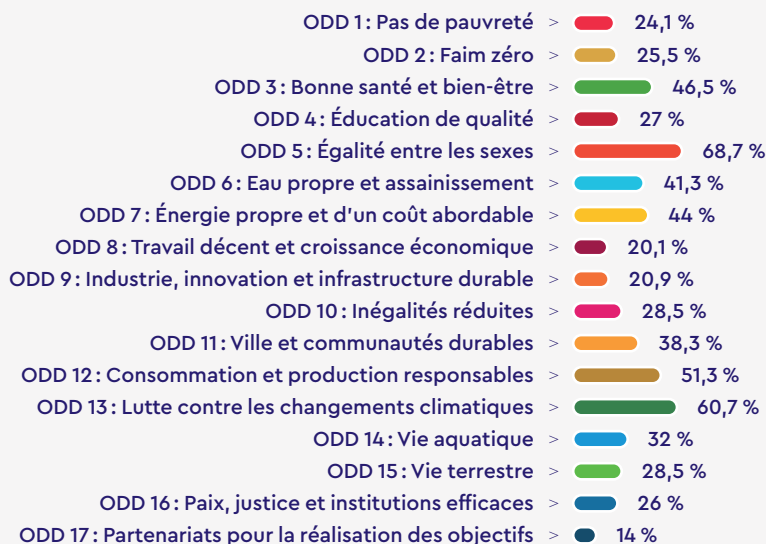 ODD 1 : Pas de pauvreté > 24,1 %
ODD 2 : Faim zéro > 25,5 %
ODD 3 : Bonne santé et bien-être > 46,5 %
ODD 4 : Éducation de qualité > 27 %
ODD 5 : Égalité entre les sexes > 68,7 %
ODD 6 : Eau propre et assainissement > 41,3 %
ODD 7 : Énergie propre et d'un coût abordable > 44 %
ODD 8 : Travail décent et croissance économique > 20,1 %
ODD 9 : Industrie, innovation et infrastructure durable > 20,9 %
ODD 10 : Inégalités réduites > 28,5 %
ODD 11 : Ville et communautés durables > 38,3 %
ODD 12 : Consommation et production responsables > 51,3 %
ODD 13 : Lutte contre les changements climatiques > 60,7 %
ODD 14 : Vie aquatique > 32 %
ODD 15 : Vie terrestre > 28,5 %
ODD 16 : Paix, justice et institutions efficaces > 26 %
ODD 17 : Partenariats pour la réalisation des objectifs > 14 %